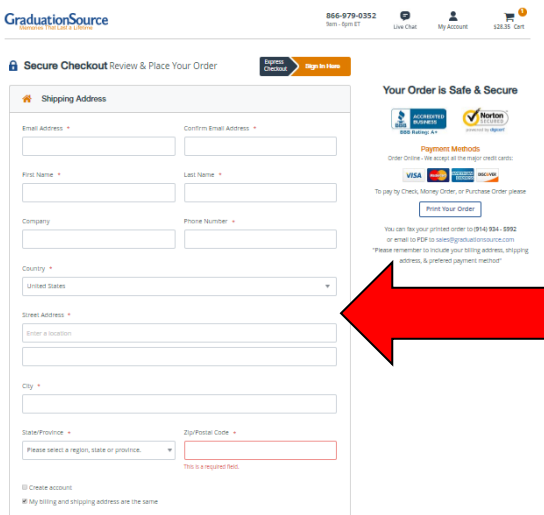 GraduationSource
Memories That Last a Lifetime
866-979-0352
9am - 6pm ET
Live Chat
My Account
$28.35 Cart
Secure Checkout Review & Place Your Order
Express Checkout
Sign In Here
Shipping Address
Email Address *
Confirm Email Address *
First Name *
Last Name *
Company
Phone Number *
Country *
United States
Street Address *
Enter a location
City *
State/Province *
Zip/Postal Code *
Please select a region, state or province.
This is a required field.
Create account
My billing and shipping address are the same
Your Order is Safe & Secure
BBB
ACCREDITED BUSINESS
BBB Rating: A+
Norton
SECURED
powered by digicert
Payment Methods
Order Online - We accept all the major credit cards:
VISA
DISCOVER
To pay by Check, Money Order, or Purchase Order please
Print Your Order
You can fax your printed order to (914) 934 - 5992
or email to PDF to sales@graduationsource.com
"Please remember to include your billing address, shipping
address, & prefered payment method"